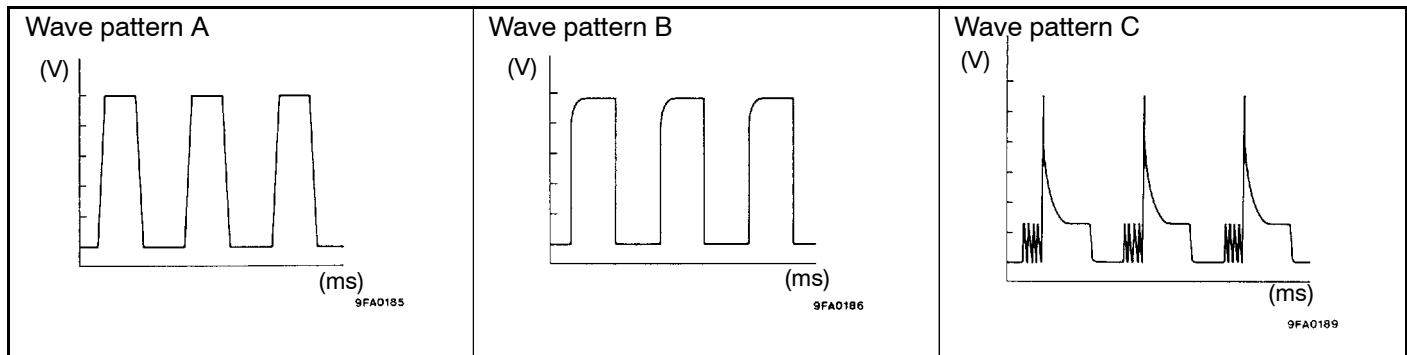 Wave pattern A
(V)
(ms)
9FA0185
Wave pattern B
(V)
(ms)
9FA0186
Wave pattern C
(V)
(ms)
9FA0189